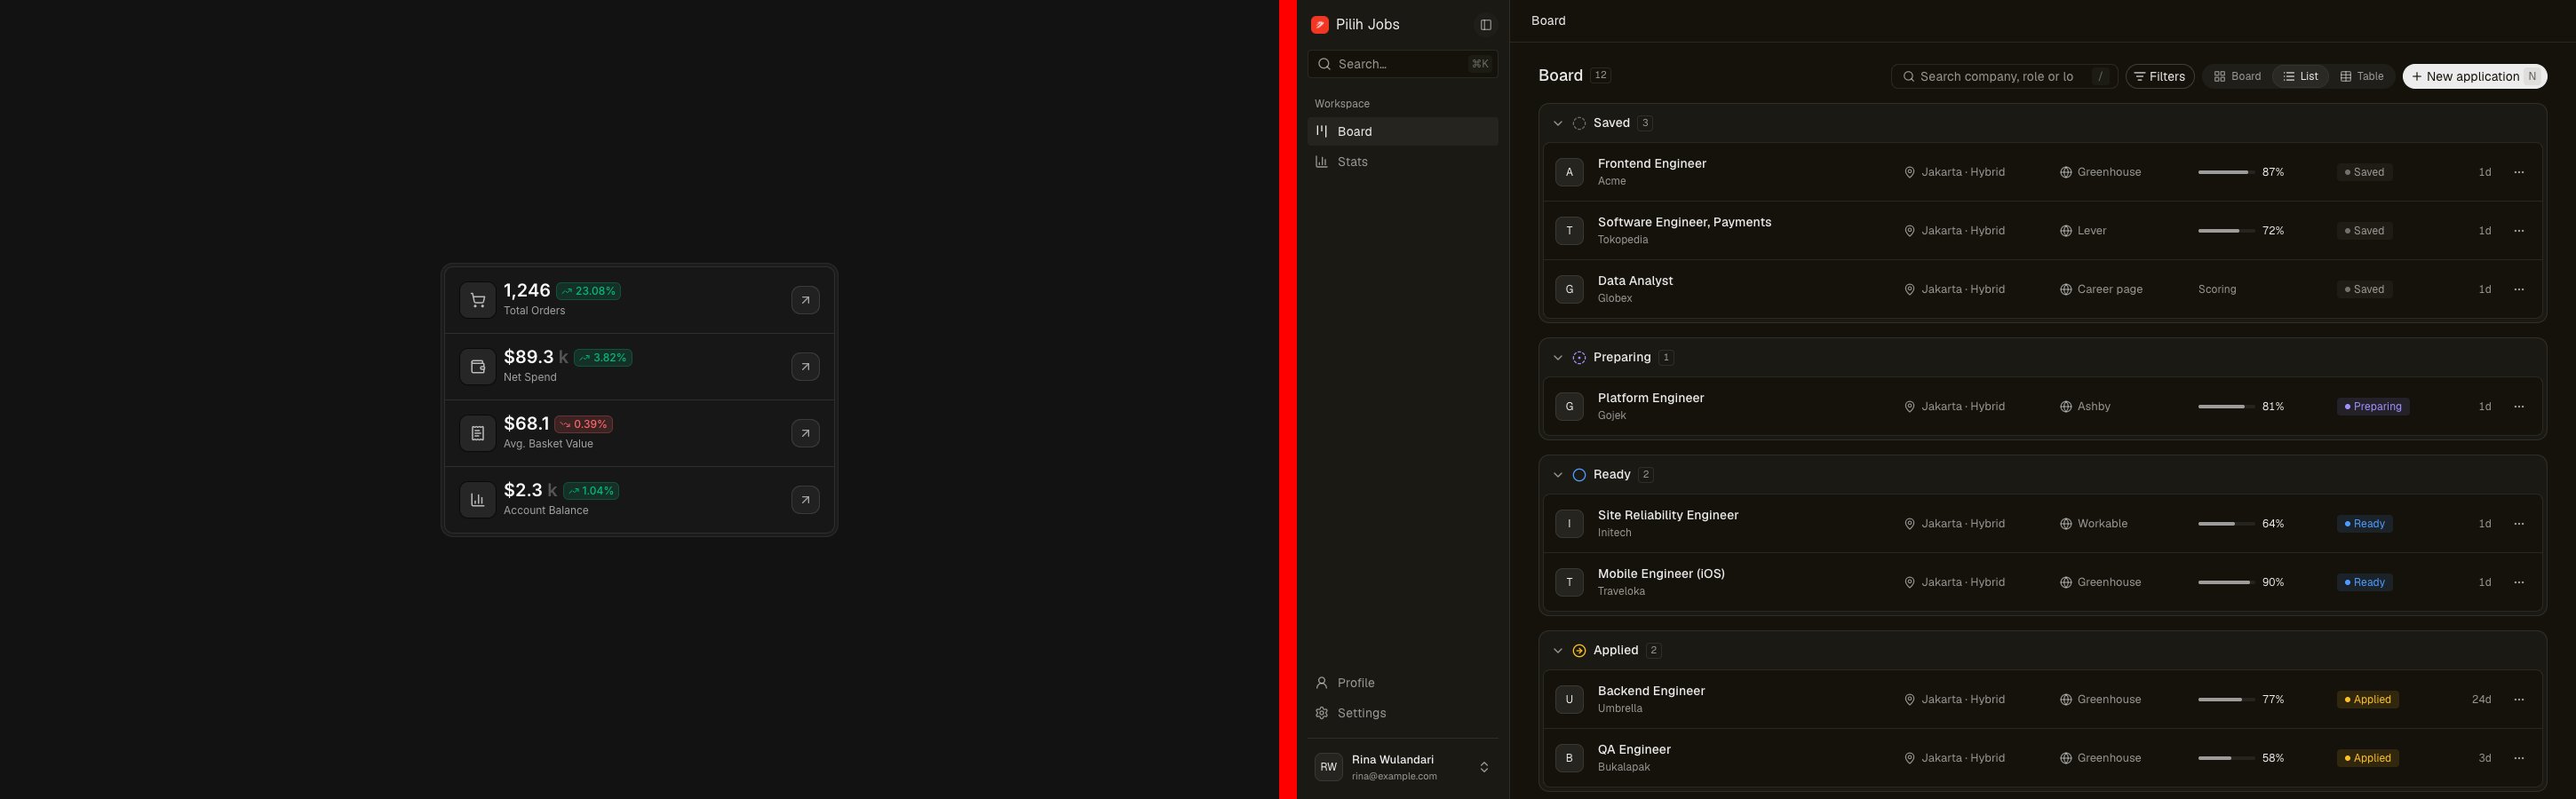 1,246 23.08%
Total Orders
$89.3 k 3.82%
Net Spend
$68.1 0.39%
Avg. Basket Value
$2.3 k 1.04%
Account Balance
Pilih Jobs
Search... ⌘K
Workspace
Board
Stats
Profile
Settings
RW Rina Wulandari
rina@example.com
Board
Board 12 Search company, role or lo / Filters Board List Table + New application N
Saved 3
A Frontend Engineer Jakarta · Hybrid Greenhouse 87% Saved 1d
Acme
T Software Engineer, Payments Jakarta · Hybrid Lever 72% Saved 1d
Tokopedia
G Data Analyst Jakarta · Hybrid Career page Scoring Saved 1d
Globex
Preparing 1
G Platform Engineer Jakarta · Hybrid Ashby 81% Preparing 1d
Gojek
Ready 2
I Site Reliability Engineer Jakarta · Hybrid Workable 64% Ready 1d
Initech
T Mobile Engineer (iOS) Jakarta · Hybrid Greenhouse 90% Ready 1d
Traveloka
Applied 2
U Backend Engineer Jakarta · Hybrid Greenhouse 77% Applied 24d
Umbrella
B QA Engineer Jakarta · Hybrid Greenhouse 58% Applied 3d
Bukalapak